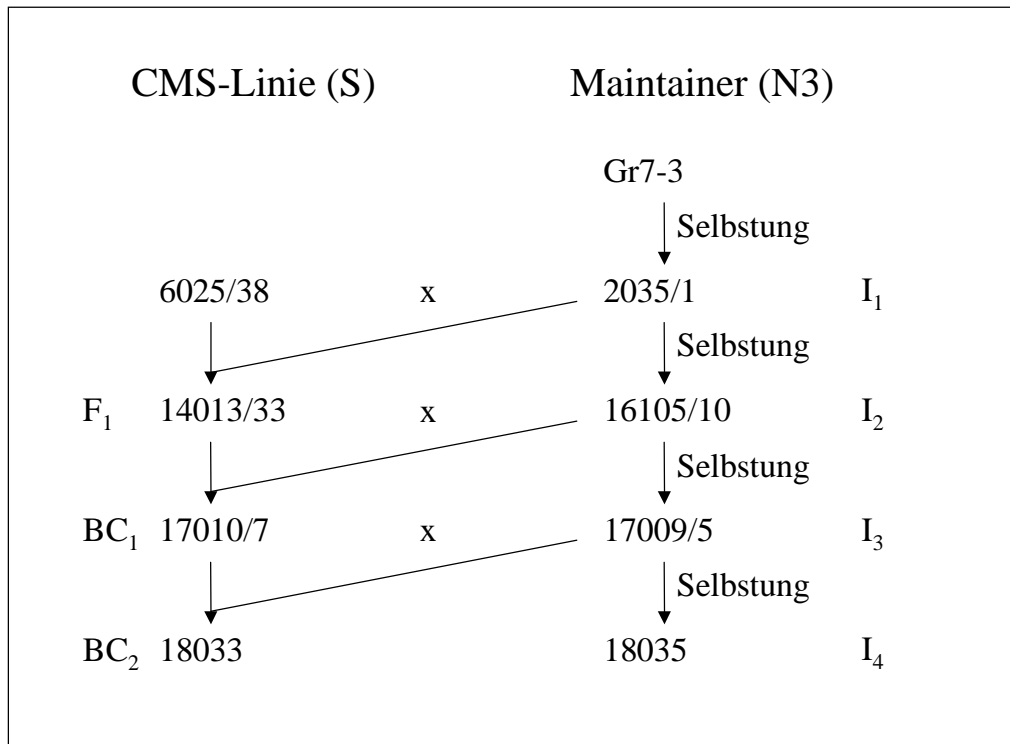 CMS-Linie (S) Maintainer (N3)
Gr7-3
Selbstung
6025/38 x 2035/1 I₁
Selbstung
F₁ 14013/33 x 16105/10 I₂
Selbstung
BC₁ 17010/7 x 17009/5 I₃
Selbstung
BC₂ 18033 18035 I₄